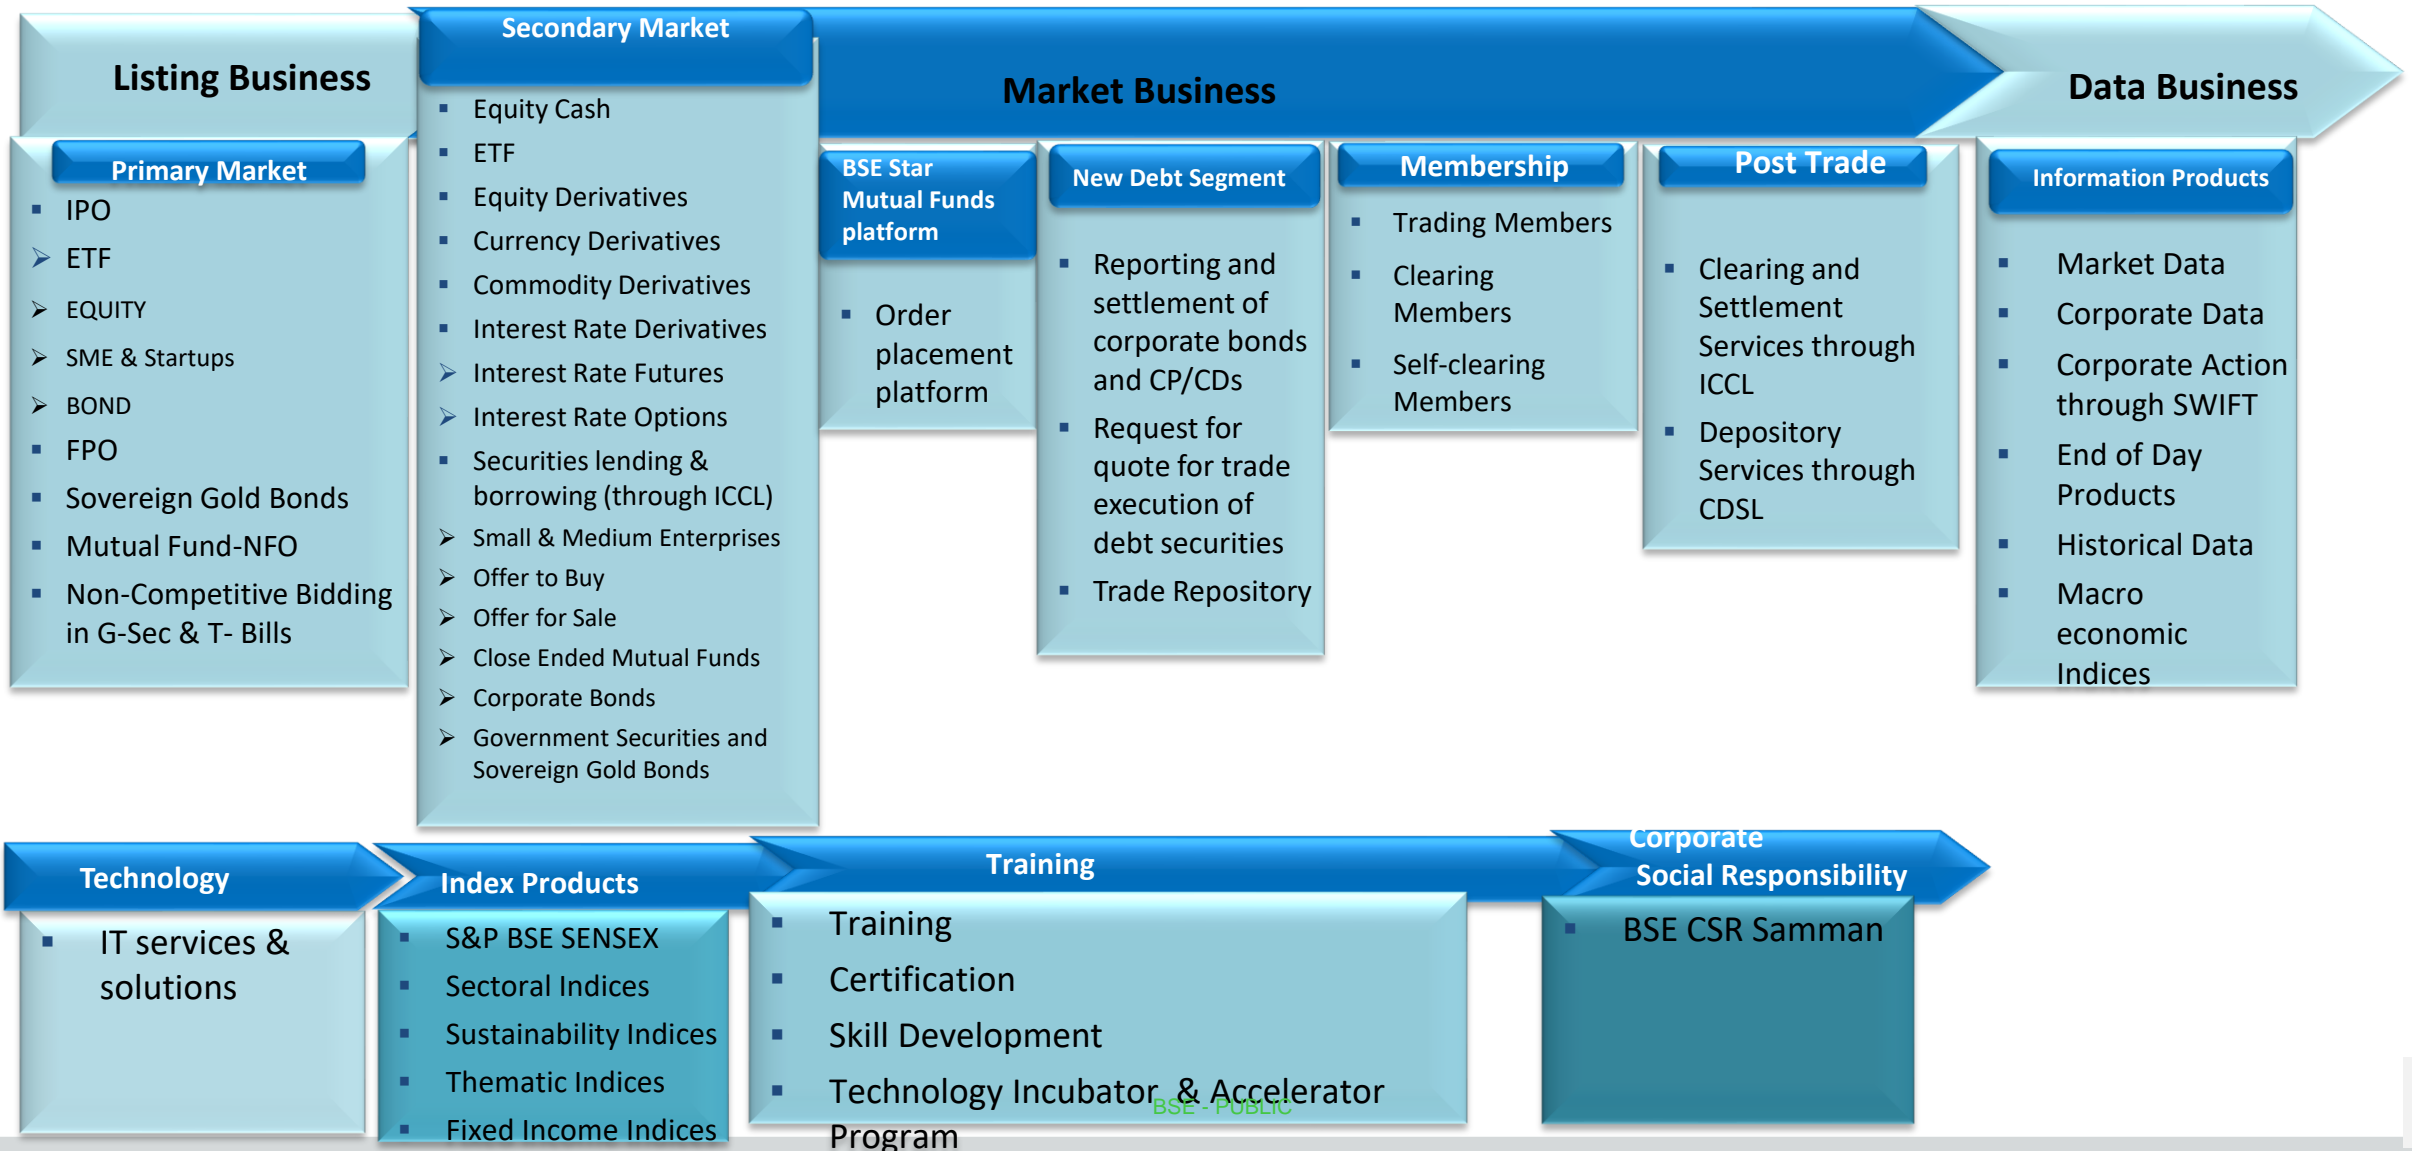 Listing Business
Secondary Market
Market Business
Data Business
Primary Market
IPO
ETF
EQUITY
SME & Startups
BOND
FPO
Sovereign Gold Bonds
Mutual Fund-NFO
Non-Competitive Bidding
in G-Sec & T- Bills
Equity Cash
ETF
Equity Derivatives
Currency Derivatives
Commodity Derivatives
Interest Rate Derivatives
Interest Rate Futures
Interest Rate Options
Securities lending &
borrowing (through ICCL)
Small & Medium Enterprises
Offer to Buy
Offer for Sale
Close Ended Mutual Funds
Corporate Bonds
Government Securities and
Sovereign Gold Bonds
BSE Star
Mutual Funds
platform
Order
placement
platform
New Debt Segment
Reporting and
settlement of
corporate bonds
and CP/CDs
Request for
quote for trade
execution of
debt securities
Trade Repository
Membership
Trading Members
Clearing
Members
Self-clearing
Members
Post Trade
Clearing and
Settlement
Services through
ICCL
Depository
Services through
CDSL
Information Products
Market Data
Corporate Data
Corporate Action
through SWIFT
End of Day
Products
Historical Data
Macro
economic
Indices
Technology
IT services &
solutions
Index Products
S&P BSE SENSEX
Sectoral Indices
Sustainability Indices
Thematic Indices
Fixed Income Indices
Training
Training
Certification
Skill Development
Technology Incubator & Accelerator
Program
Corporate
Social Responsibility
BSE CSR Samman
BSE - PUBLIC